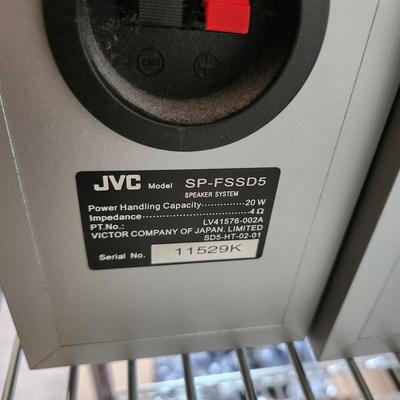 JVC Model SP-FSSD5
SPEAKER SYSTEM
Power Handling Capacity··············20 W
Impedance·······························4 Ω
PT.No.: LV41576-002A
VICTOR COMPANY OF JAPAN, LIMITED
SD5-HT-02-01
Serial No. 11529K